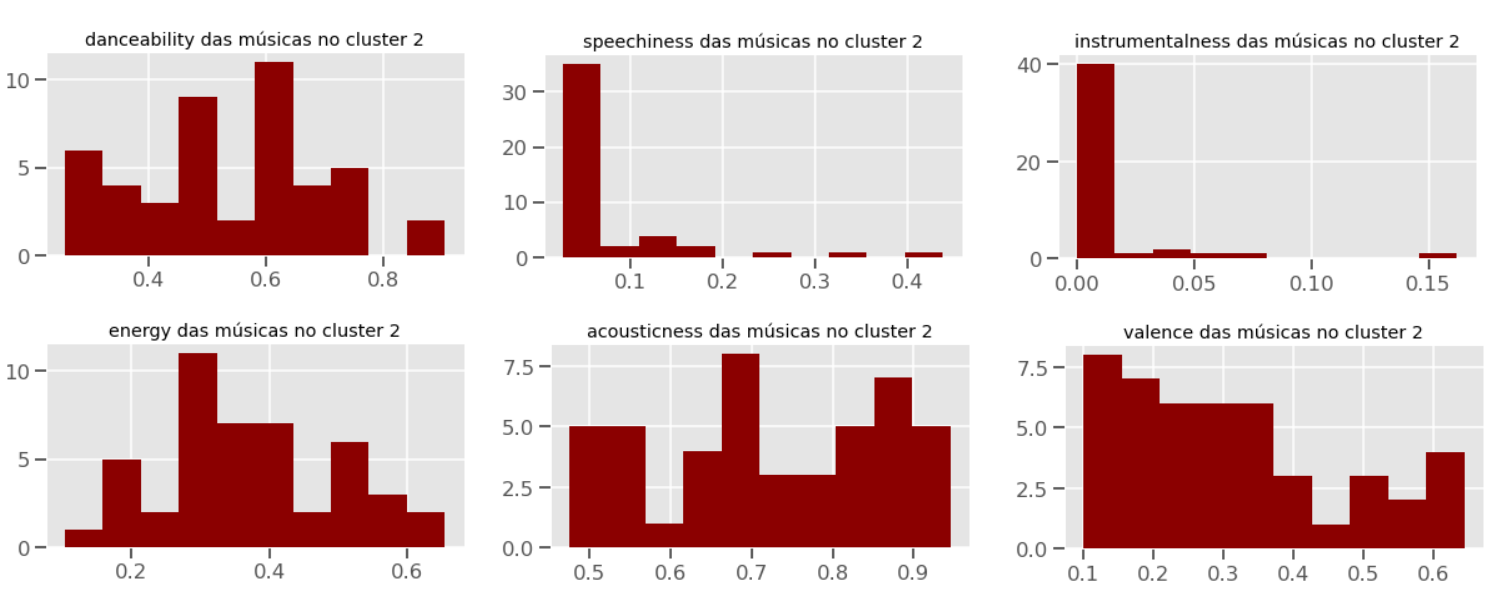 danceability das músicas no cluster 2
10
5
0
0.4 0.6 0.8
speechiness das músicas no cluster 2
30
20
10
0
0.1 0.2 0.3 0.4
instrumentalness das músicas no cluster 2
40
20
0
0.00 0.05 0.10 0.15
energy das músicas no cluster 2
10
5
0
0.2 0.4 0.6
acousticness das músicas no cluster 2
7.5
5.0
2.5
0.0
0.5 0.6 0.7 0.8 0.9
valence das músicas no cluster 2
7.5
5.0
2.5
0.0
0.1 0.2 0.3 0.4 0.5 0.6